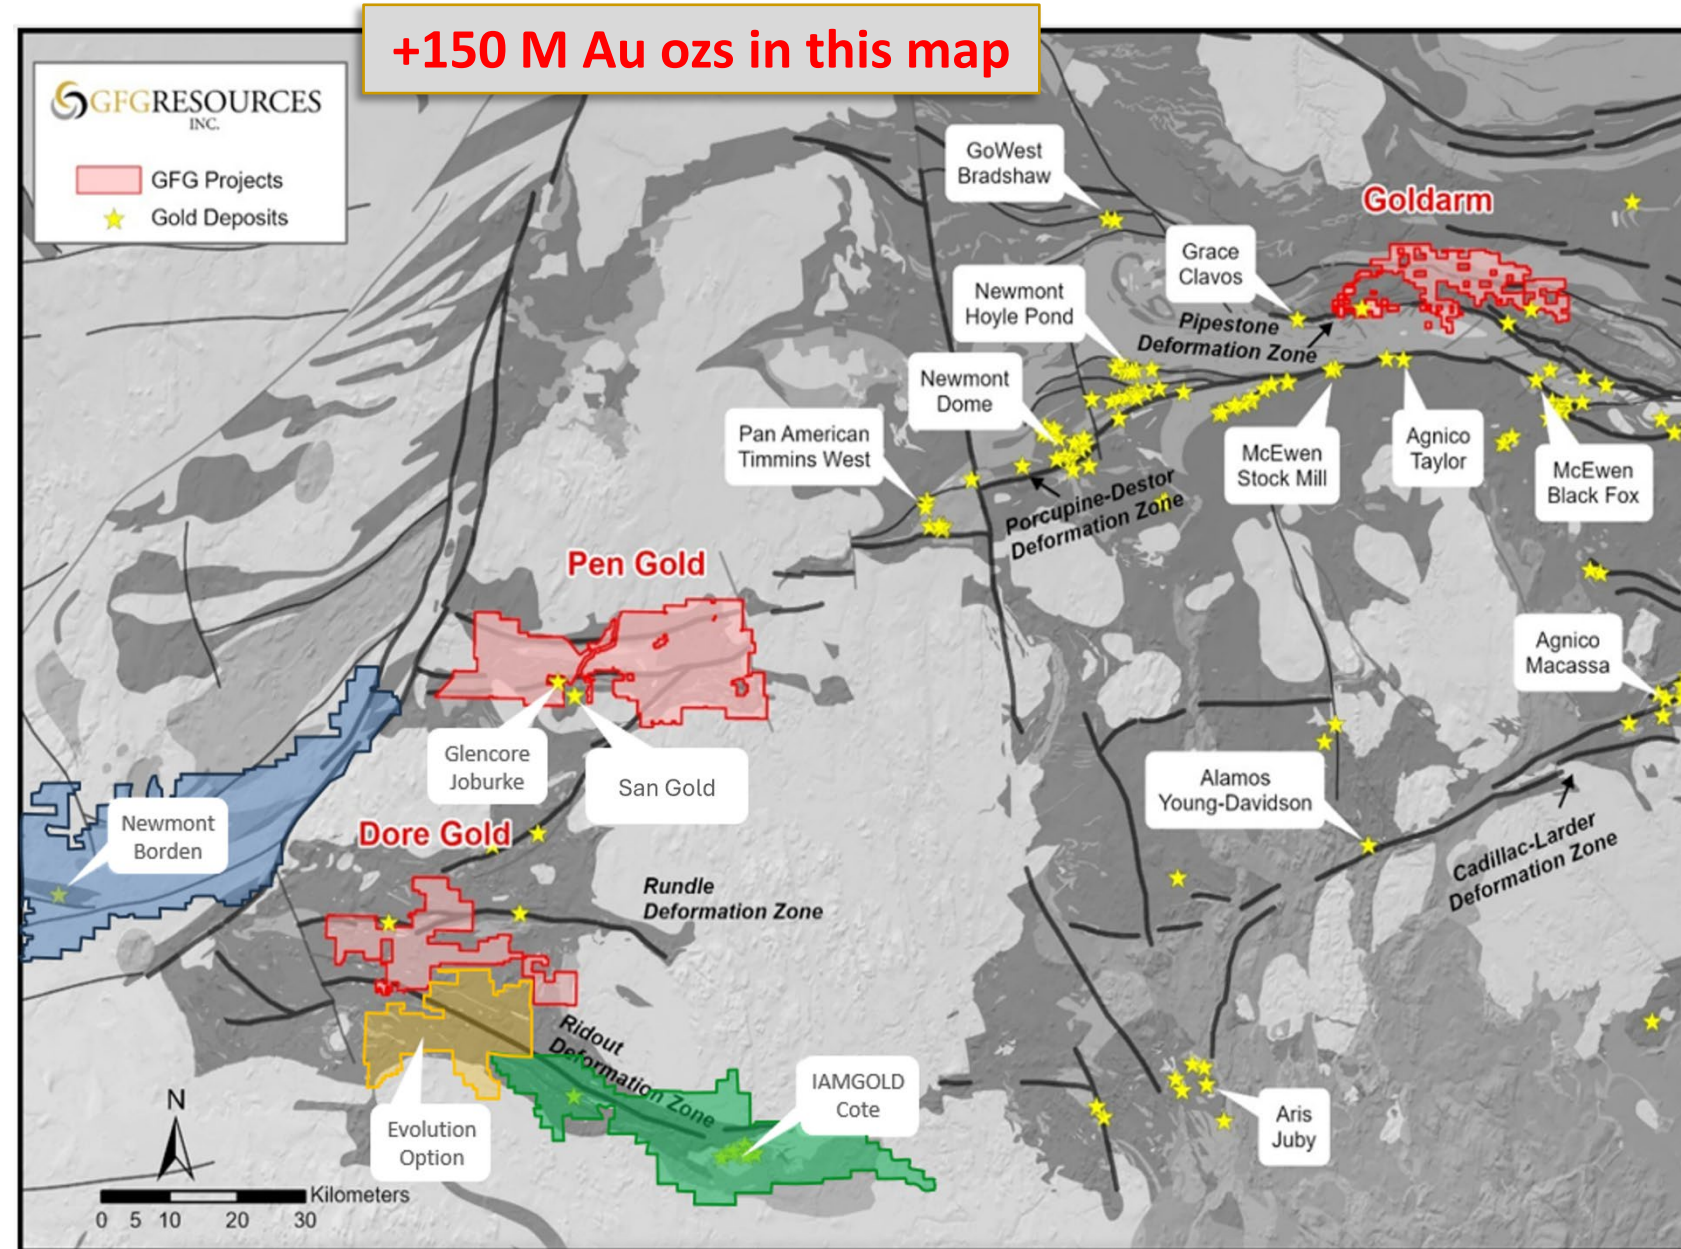 +150 M Au ozs in this map
GFGRESOURCES
INC.
GFG Projects
Gold Deposits
GoWest
Bradshaw
Goldarm
Grace
Clavos
Newmont
Hoyle Pond
Pipestone
Deformation Zone
Newmont
Dome
Pan American
Timmins West
McEwen
Stock Mill
Agnico
Taylor
McEwen
Black Fox
Porcupine-Destor
Deformation Zone
Pen Gold
Agnico
Macassa
Glencore
Joburke
San Gold
Alamos
Young-Davidson
Newmont
Borden
Dore Gold
Cadillac-Larder
Deformation Zone
Rundle
Deformation Zone
Ridout
Deformation Zone
IAMGOLD
Cote
Evolution
Option
Aris
Juby
N
Kilometers
0 5 10 20 30